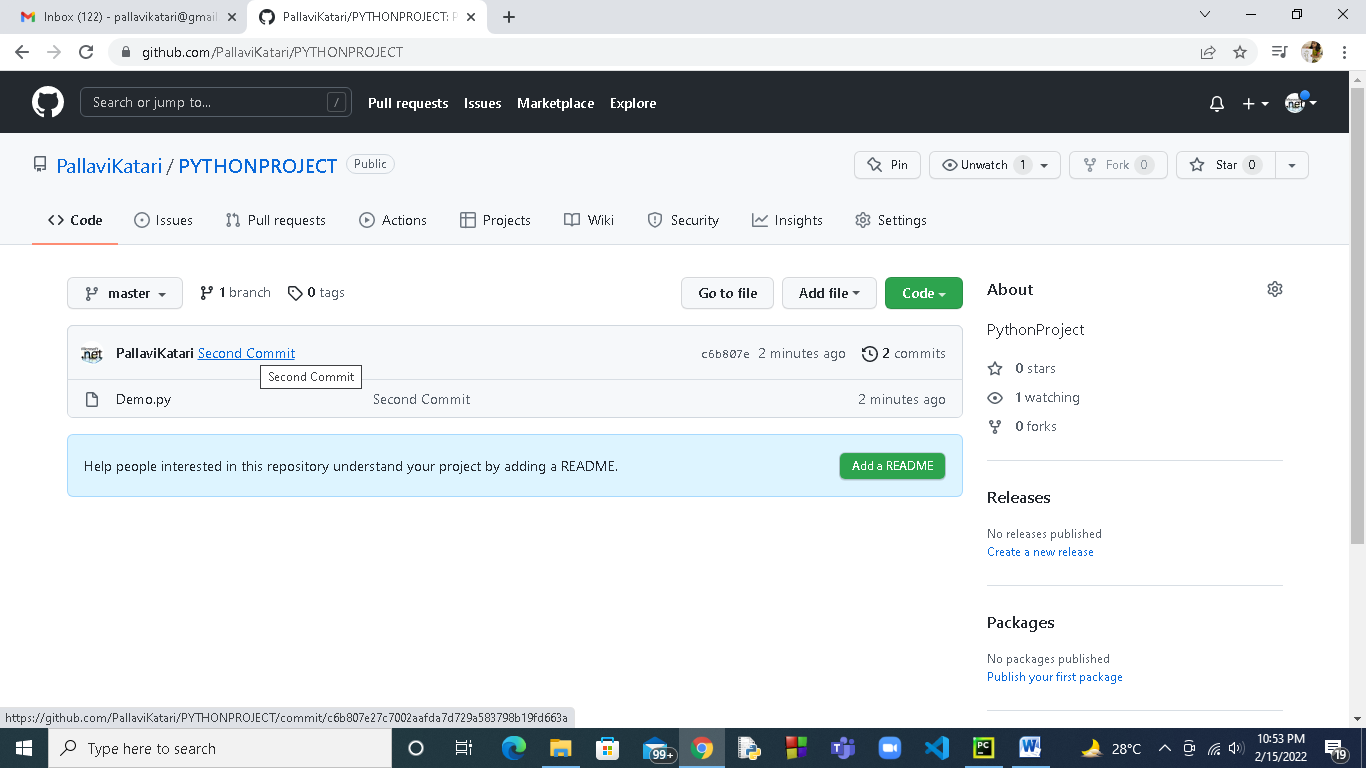 Inbox (122) - pallavikatari@gmail
PallaviKatari/PYTHONPROJECT: P
github.com/PallaviKatari/PYTHONPROJECT
Search or jump to... /
Pull requests Issues Marketplace Explore
PallaviKatari / PYTHONPROJECT Public
Pin Unwatch 1 Fork 0 Star 0
Code Issues Pull requests Actions Projects Wiki Security Insights Settings
master 1 branch 0 tags Go to file Add file Code
PallaviKatari Second Commit c6b807e 2 minutes ago 2 commits
Second Commit
Demo.py Second Commit 2 minutes ago
Help people interested in this repository understand your project by adding a README. Add a README
About
PythonProject
0 stars
1 watching
0 forks
Releases
No releases published
Create a new release
Packages
No packages published
Publish your first package
https://github.com/PallaviKatari/PYTHONPROJECT/commit/c6b807e27c7002aafda7d729a583798b19fd663a
Type here to search 99+ 28°C 10:53 PM
2/15/2022 19